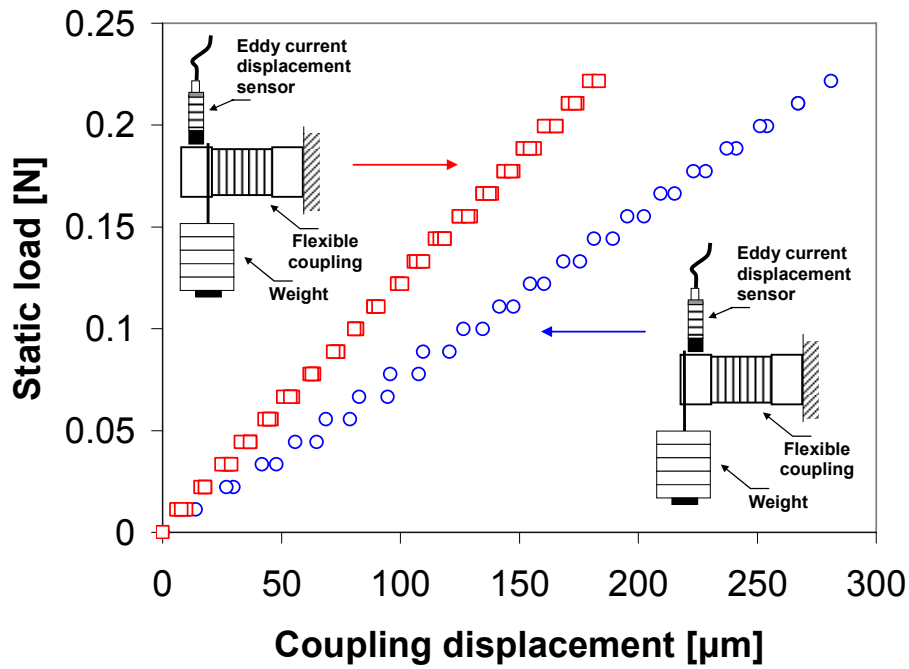 0.25
0.2
0.15
0.1
0.05
0
Static load [N]
0
50
100
150
200
250
300
Coupling displacement [µm]
Eddy current
displacement
sensor
Flexible
coupling
Weight
Eddy current
displacement
sensor
Flexible
coupling
Weight